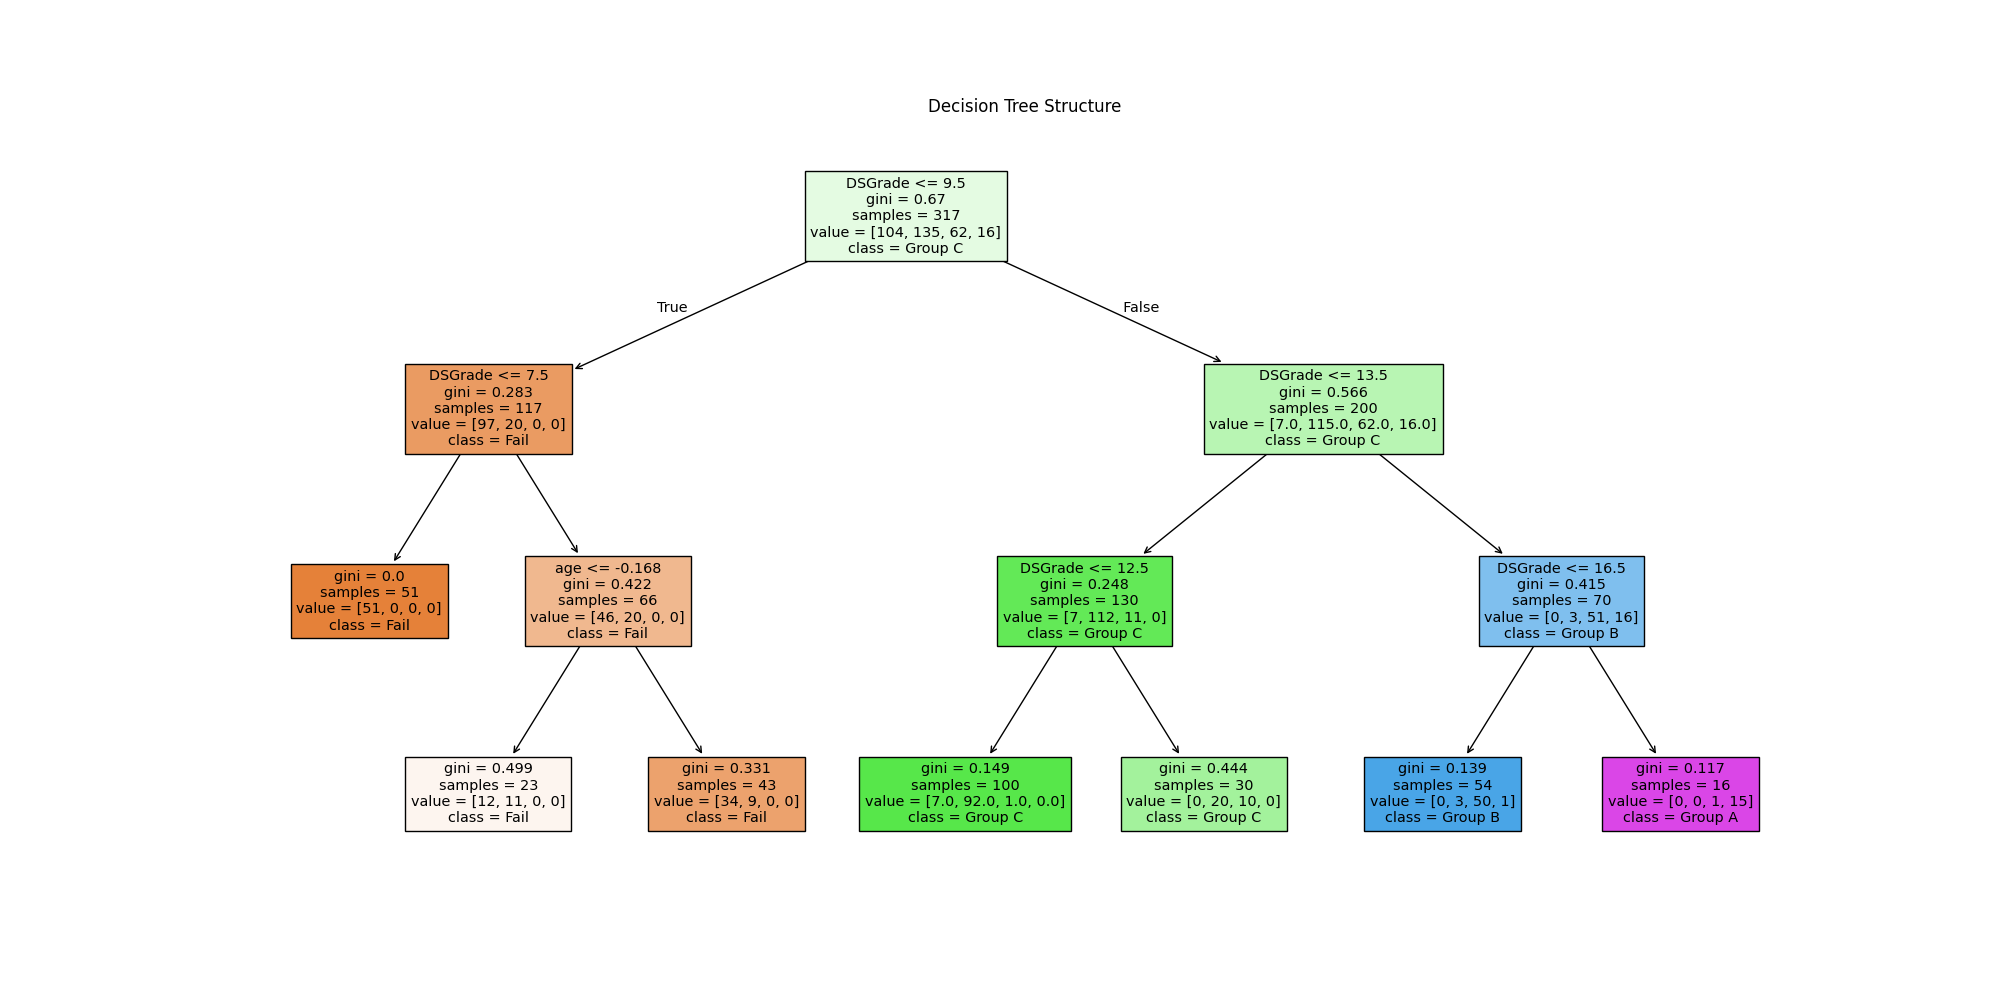 Decision Tree Structure
DSGrade <= 9.5
gini = 0.67
samples = 317
value = [104, 135, 62, 16]
class = Group C
True
False
DSGrade <= 7.5
gini = 0.283
samples = 117
value = [97, 20, 0, 0]
class = Fail
DSGrade <= 13.5
gini = 0.566
samples = 200
value = [7.0, 115.0, 62.0, 16.0]
class = Group C
gini = 0.0
samples = 51
value = [51, 0, 0, 0]
class = Fail
age <= -0.168
gini = 0.422
samples = 66
value = [46, 20, 0, 0]
class = Fail
DSGrade <= 12.5
gini = 0.248
samples = 130
value = [7, 112, 11, 0]
class = Group C
DSGrade <= 16.5
gini = 0.415
samples = 70
value = [0, 3, 51, 16]
class = Group B
gini = 0.499
samples = 23
value = [12, 11, 0, 0]
class = Fail
gini = 0.331
samples = 43
value = [34, 9, 0, 0]
class = Fail
gini = 0.149
samples = 100
value = [7.0, 92.0, 1.0, 0.0]
class = Group C
gini = 0.444
samples = 30
value = [0, 20, 10, 0]
class = Group C
gini = 0.139
samples = 54
value = [0, 3, 50, 1]
class = Group B
gini = 0.117
samples = 16
value = [0, 0, 1, 15]
class = Group A